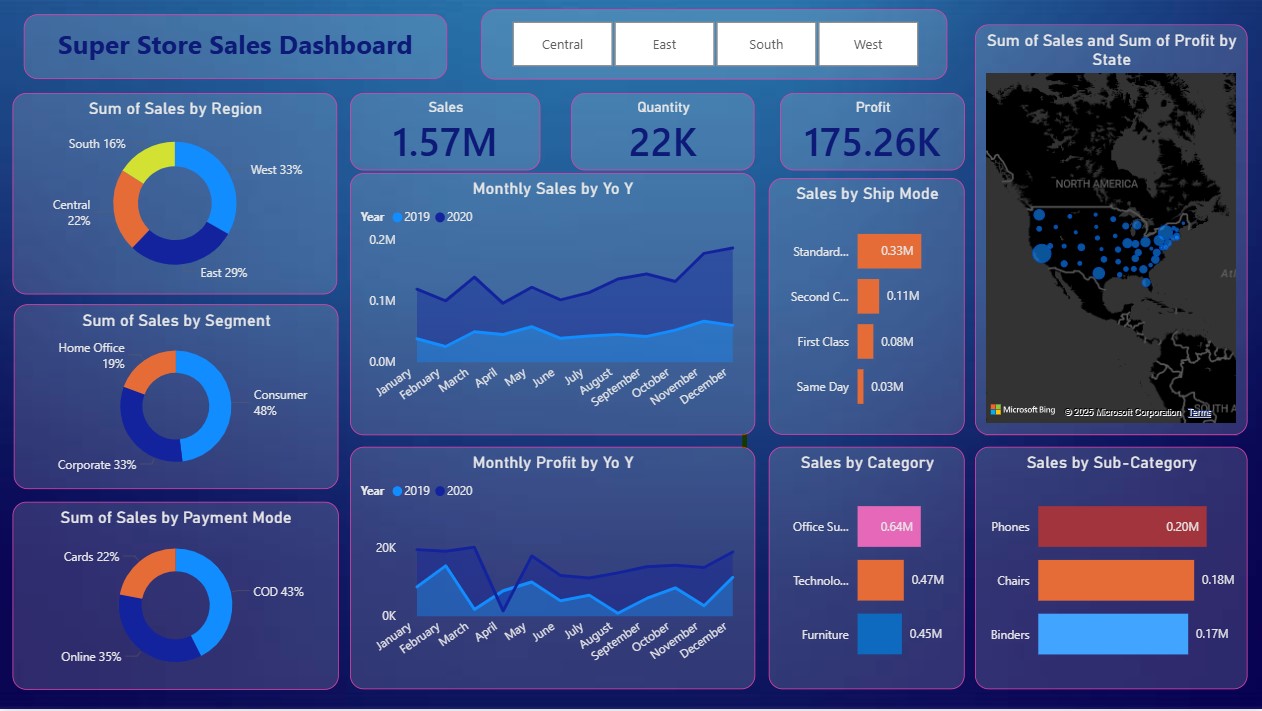 Super Store Sales Dashboard
Central
East
South
West
Sum of Sales and Sum of Profit by
State
NORTH AMERICA
Atl
SOUTH A
Microsoft Bing
© 2025 Microsoft Corporation
Terms
Sum of Sales by Region
South 16%
West 33%
Central
22%
East 29%
Sales
1.57M
Quantity
22K
Profit
175.26K
Monthly Sales by Yo Y
Year 2019 2020
0.2M
0.1M
0.0M
January
February
March
April
May
June
July
August
September
October
November
December
Sales by Ship Mode
Standard... 0.33M
Second C... 0.11M
First Class 0.08M
Same Day 0.03M
Sum of Sales by Segment
Home Office
19%
Consumer
48%
Corporate 33%
Sum of Sales by Payment Mode
Cards 22%
COD 43%
Online 35%
Monthly Profit by Yo Y
Year 2019 2020
20K
0K
January
February
March
April
May
June
July
August
September
October
November
December
Sales by Category
Office Su... 0.64M
Technolo... 0.47M
Furniture 0.45M
Sales by Sub-Category
Phones 0.20M
Chairs 0.18M
Binders 0.17M